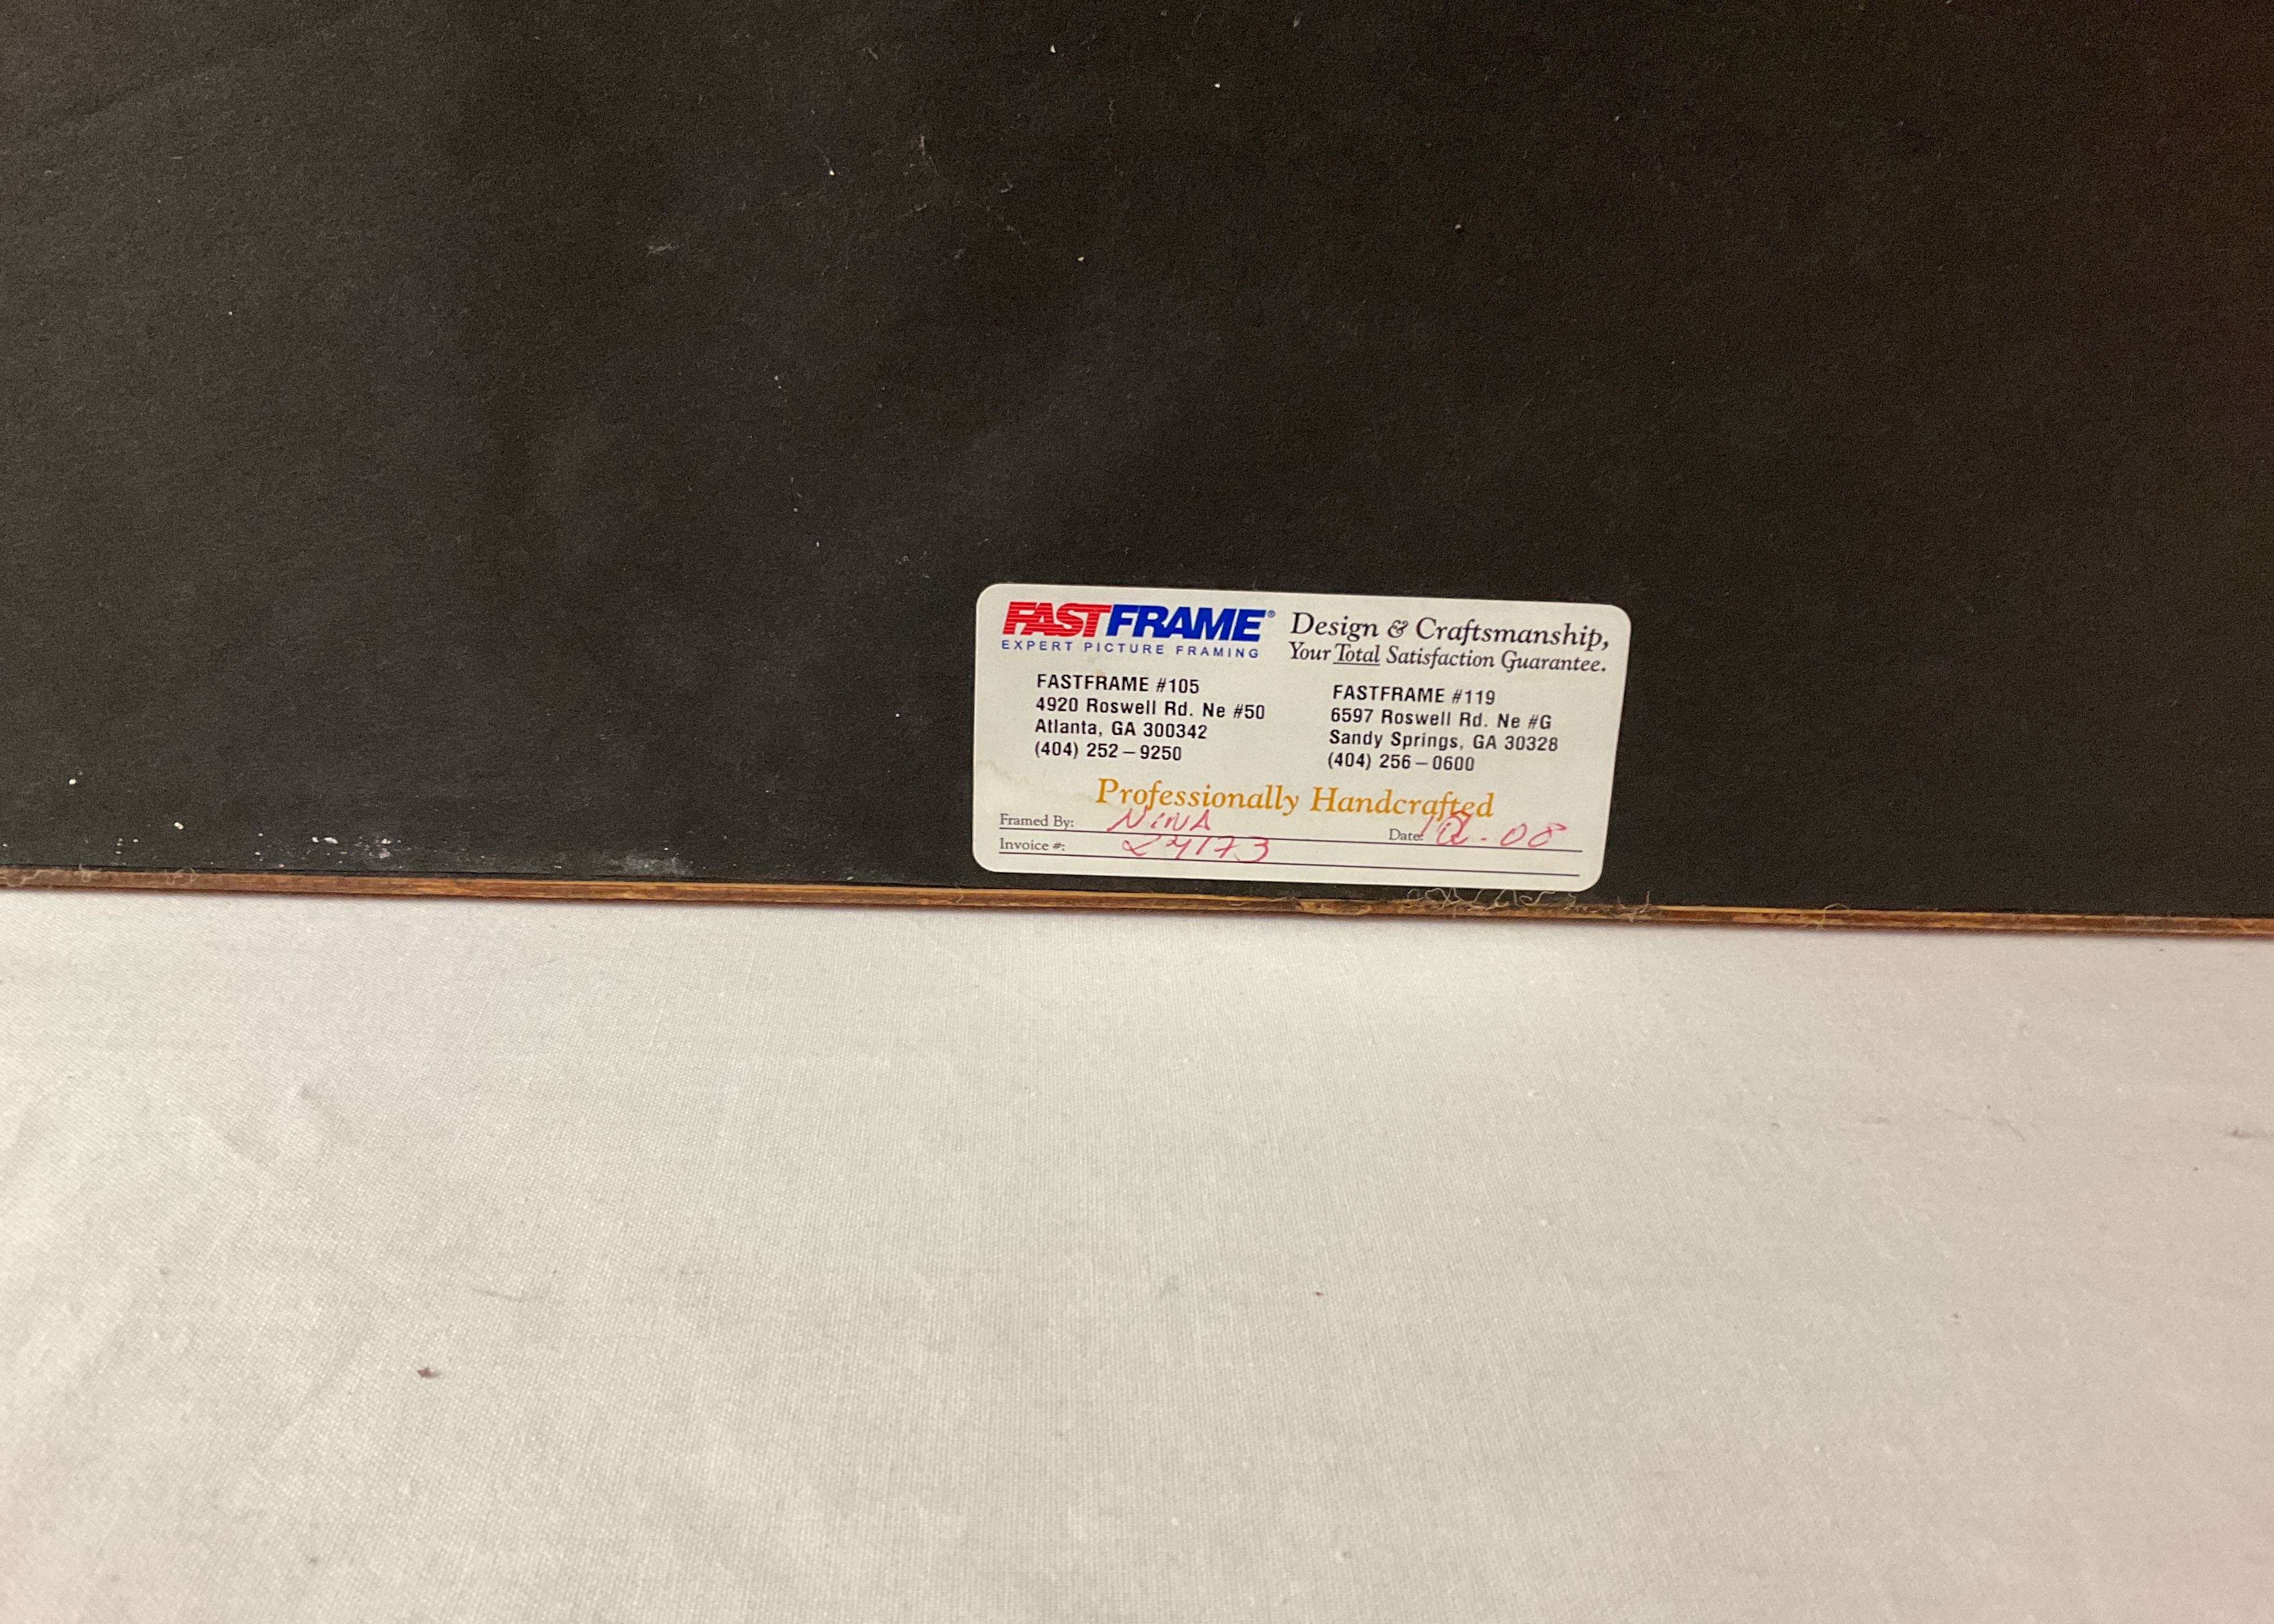 FASTFRAME®
EXPERT PICTURE FRAMING
Design & Craftsmanship,
Your Total Satisfaction Guarantee.
FASTFRAME #105
4920 Roswell Rd. Ne #50
Atlanta, GA 300342
(404) 252–9250
FASTFRAME #119
6597 Roswell Rd. Ne #G
Sandy Springs, GA 30328
(404) 256–0600
Professionally Handcrafted
Framed By: NINA
Date: 12-08
Invoice #: 24173